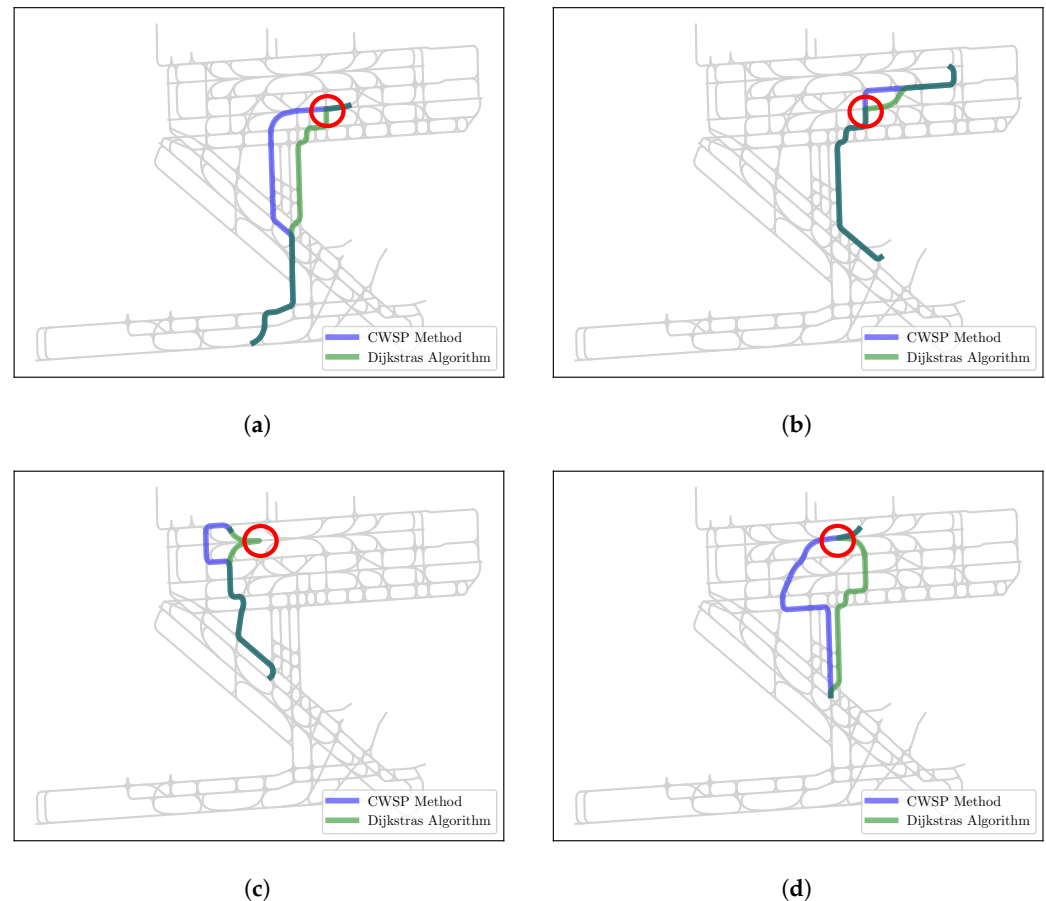 CWSP Method
Dijkstras Algorithm
CWSP Method
Dijkstras Algorithm
(a)
(b)
CWSP Method
Dijkstras Algorithm
CWSP Method
Dijkstras Algorithm
(c)
(d)